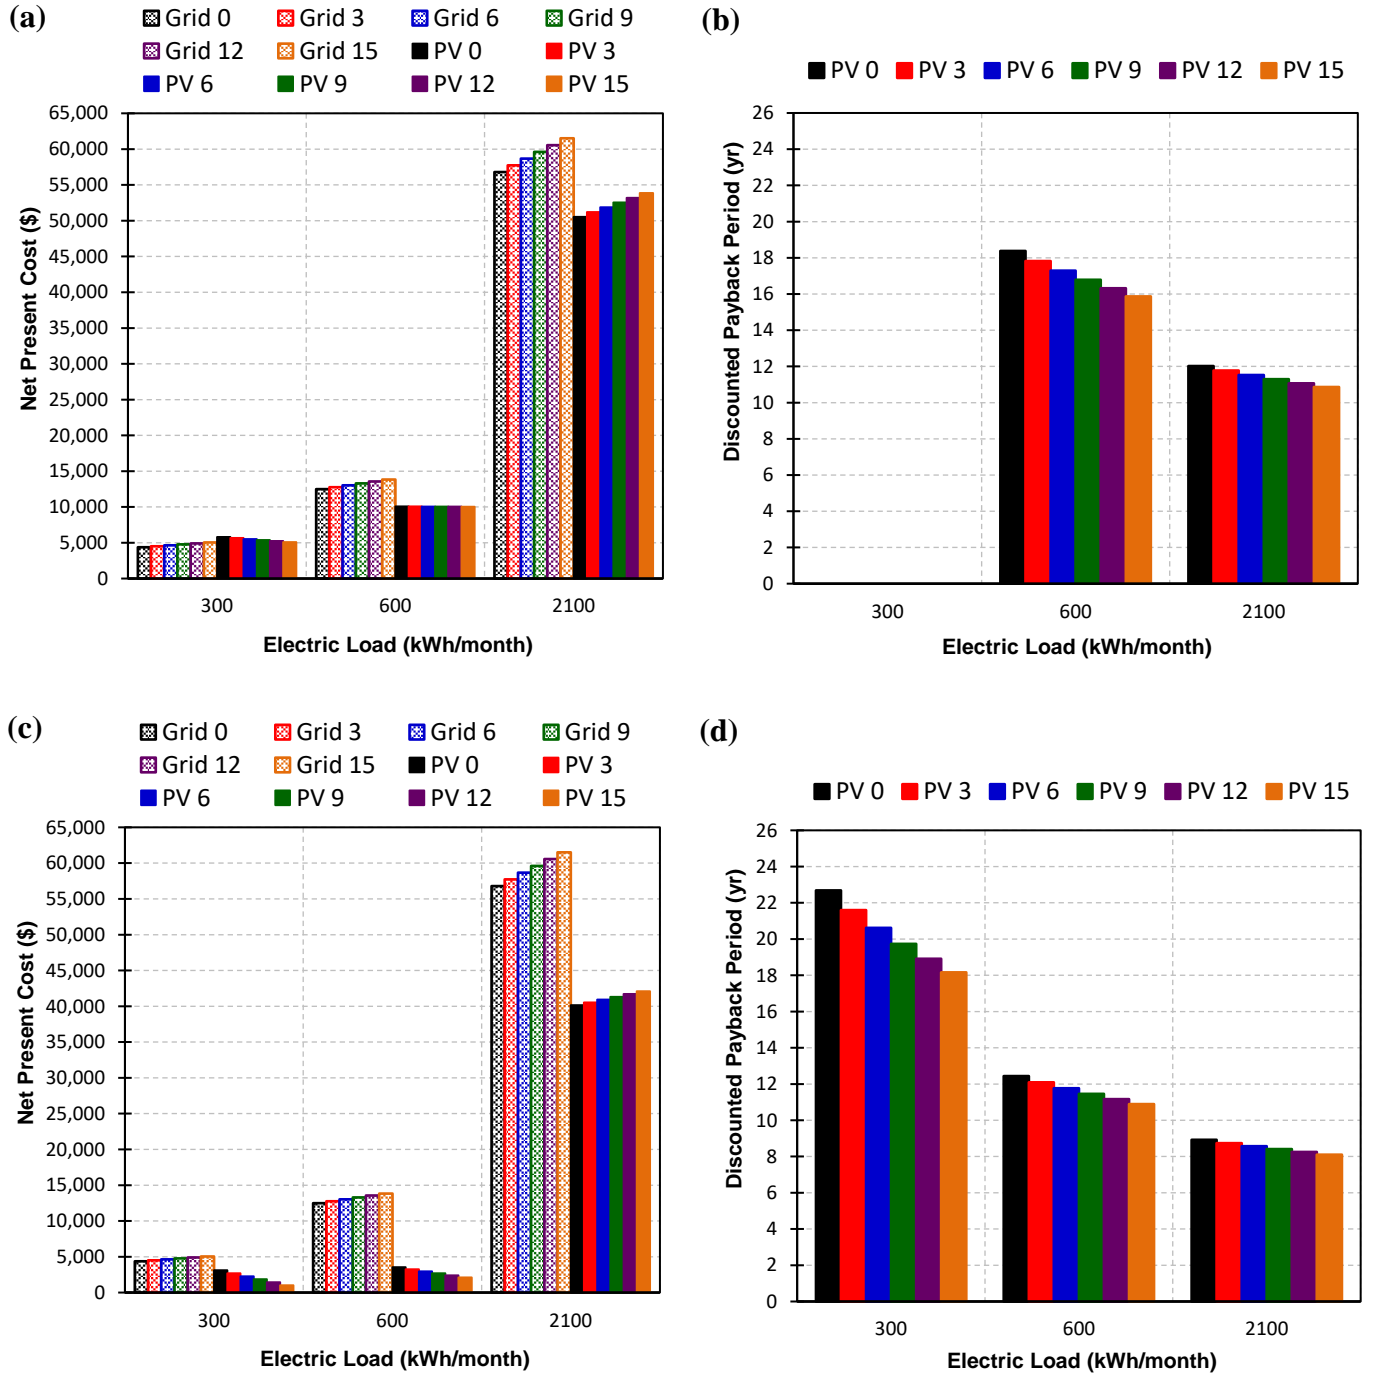 (a)
Grid 0 Grid 3 Grid 6 Grid 9
Grid 12 Grid 15 PV 0 PV 3
PV 6 PV 9 PV 12 PV 15
Net Present Cost ($)
65,000
60,000
55,000
50,000
45,000
40,000
35,000
30,000
25,000
20,000
15,000
10,000
5,000
0
300 600 2100
Electric Load (kWh/month)
(b)
PV 0 PV 3 PV 6 PV 9 PV 12 PV 15
Discounted Payback Period (yr)
26
24
22
20
18
16
14
12
10
8
6
4
2
0
300 600 2100
Electric Load (kWh/month)
(c)
Grid 0 Grid 3 Grid 6 Grid 9
Grid 12 Grid 15 PV 0 PV 3
PV 6 PV 9 PV 12 PV 15
Net Present Cost ($)
65,000
60,000
55,000
50,000
45,000
40,000
35,000
30,000
25,000
20,000
15,000
10,000
5,000
0
300 600 2100
Electric Load (kWh/month)
(d)
PV 0 PV 3 PV 6 PV 9 PV 12 PV 15
Discounted Payback Period (yr)
26
24
22
20
18
16
14
12
10
8
6
4
2
0
300 600 2100
Electric Load (kWh/month)